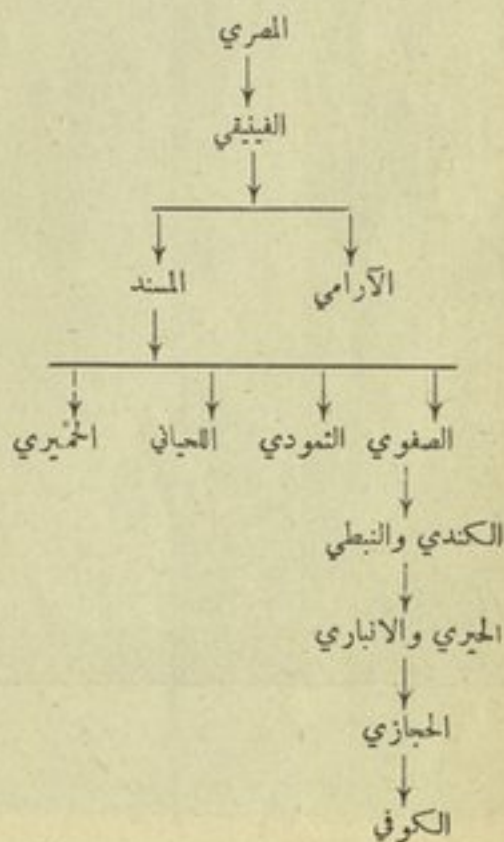 المصري
الفينيقي
الآرامي المسند
الصفوي الثمودي اللحياني الحميري
الكندي والنبطي
الحيري والانباري
الحجازي
الكوفي